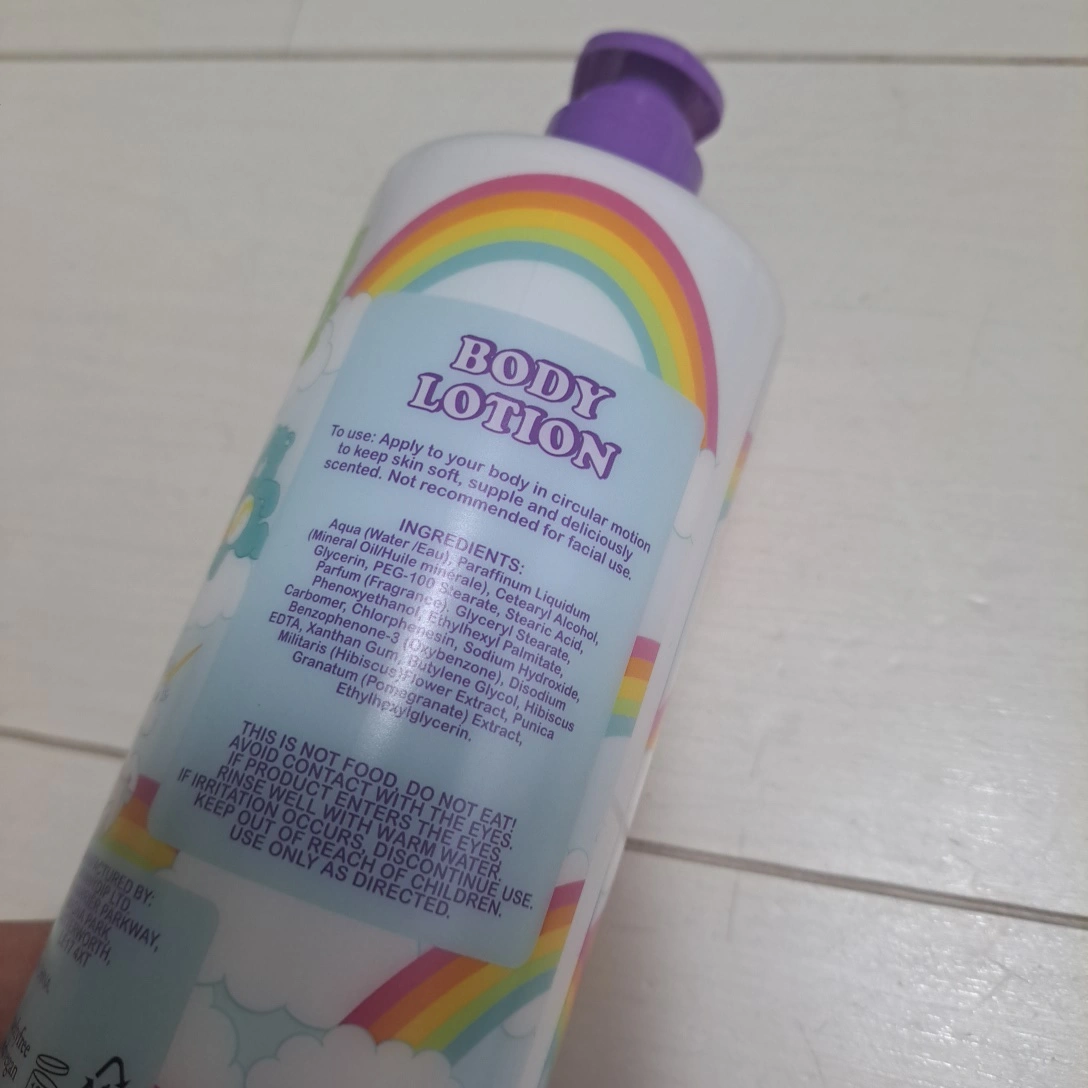 BODY
LOTION
To use: Apply to your body in circular motion
to keep skin soft, supple and deliciously
scented. Not recommended for facial use.
INGREDIENTS:
Aqua (Water /Eau), Paraffinum Liquidum
(Mineral Oil/Huile minérale), Cetearyl Alcohol,
Glycerin, PEG-100 Stearate, Stearic Acid,
Parfum (Fragrance), Glyceryl Stearate,
Phenoxyethanol, Ethylhexyl Palmitate,
Carbomer, Chlorphenesin, Sodium Hydroxide,
Benzophenone-3 (Oxybenzone), Disodium
EDTA, Xanthan Gum, Butylene Glycol, Hibiscus
Militaris (Hibiscus) Flower Extract, Punica
Granatum (Pomegranate) Extract,
Ethylhexylglycerin.
THIS IS NOT FOOD, DO NOT EAT!
AVOID CONTACT WITH THE EYES.
IF PRODUCT ENTERS THE EYES,
RINSE WELL WITH WARM WATER.
IF IRRITATION OCCURS, DISCONTINUE USE.
KEEP OUT OF REACH OF CHILDREN.
USE ONLY AS DIRECTED.
BY:
LTD
PARKWAY,
PARK,
4XT